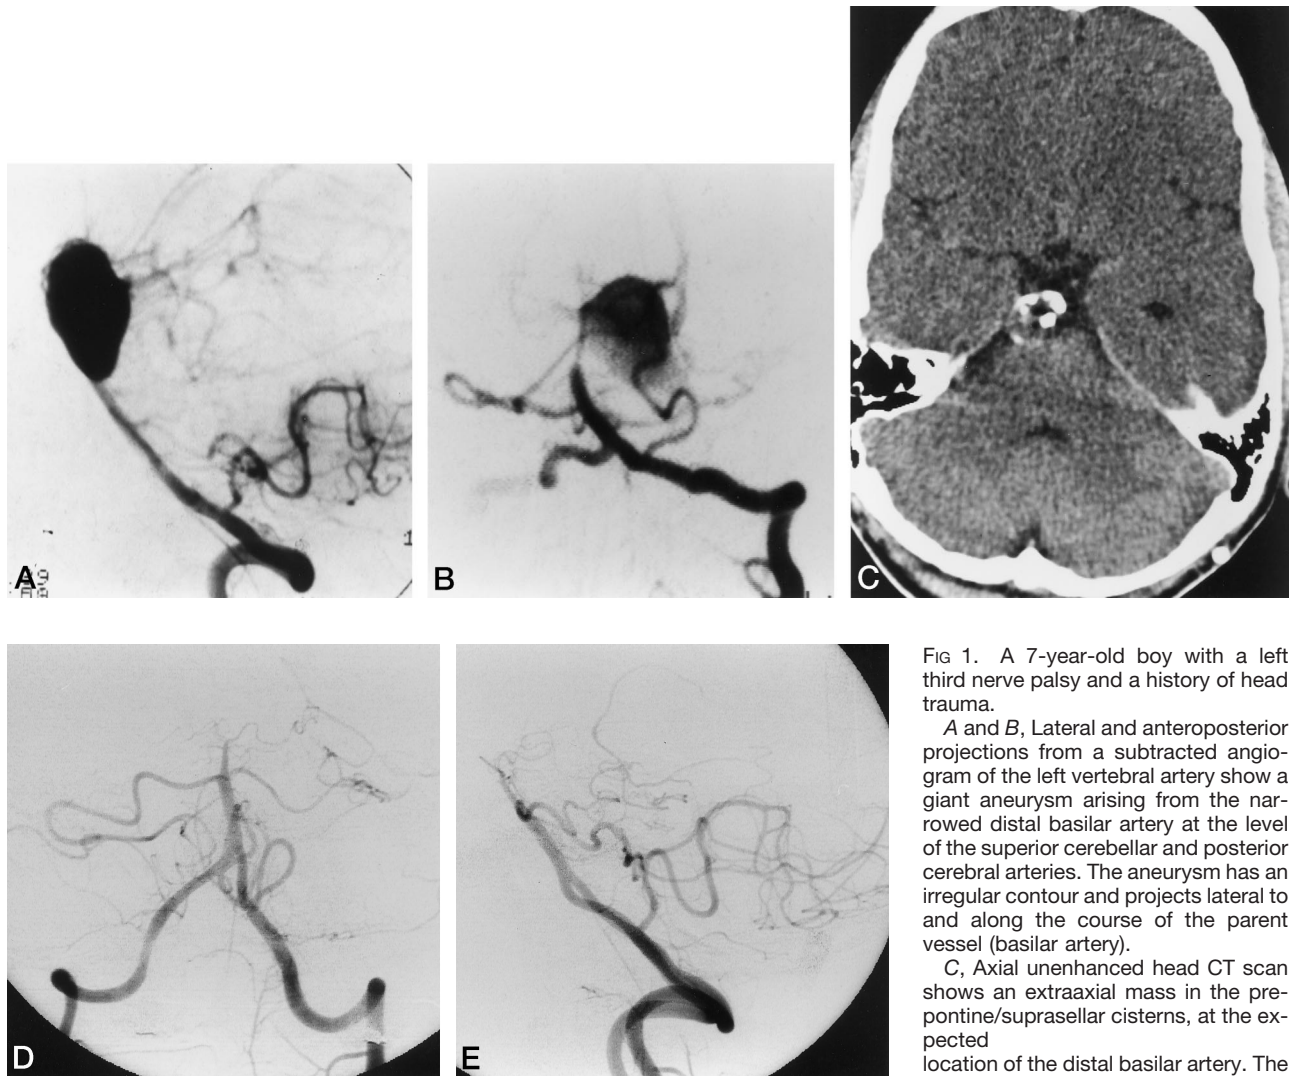 A
B
C
1
D
E
FIG 1. A 7-year-old boy with a left
third nerve palsy and a history of head
trauma.
A and B, Lateral and anteroposterior
projections from a subtracted angio-
gram of the left vertebral artery show a
giant aneurysm arising from the nar-
rowed distal basilar artery at the level
of the superior cerebellar and posterior
cerebral arteries. The aneurysm has an
irregular contour and projects lateral to
and along the course of the parent
vessel (basilar artery).
C, Axial unenhanced head CT scan
shows an extraaxial mass in the pre-
pontine/suprasellar cisterns, at the ex-
pected
location of the distal basilar artery. The